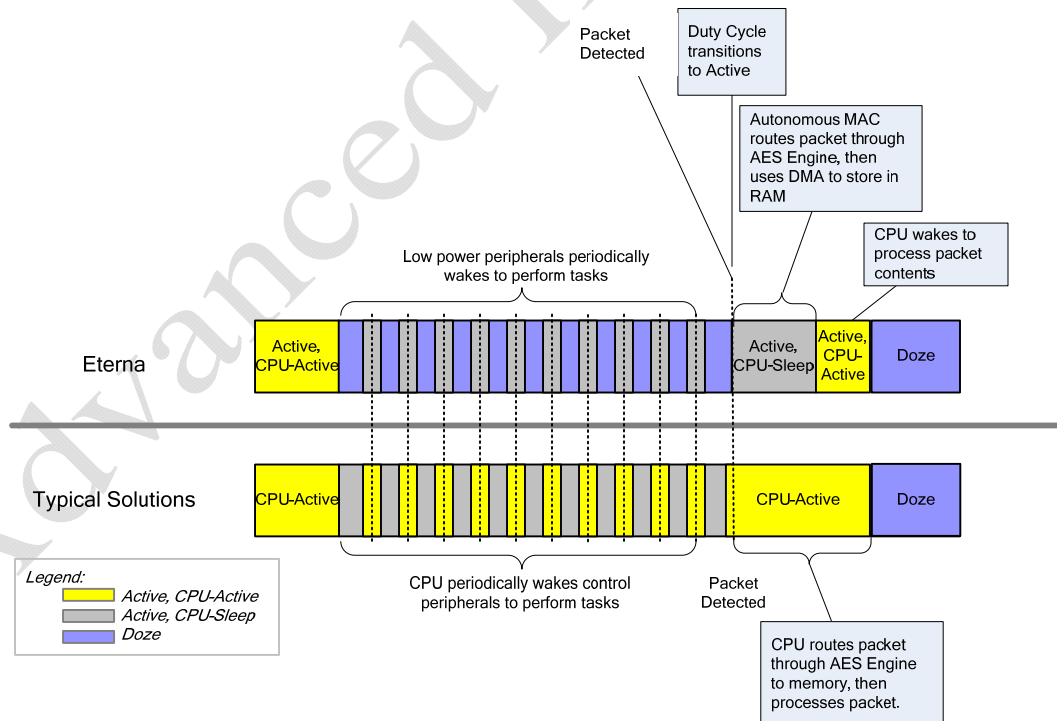 Advanced
Packet
Detected
Duty Cycle
transitions
to Active
Autonomous MAC
routes packet through
AES Engine, then
uses DMA to store in
RAM
CPU wakes to
process packet
contents
Low power peripherals periodically
wakes to perform tasks
Eterna
Active,
CPU-Active
Active,
CPU-Sleep
Active,
CPU-
Active
Doze
Typical Solutions
CPU-Active
CPU-Active
Doze
CPU periodically wakes control
peripherals to perform tasks
Packet
Detected
Legend:
Active, CPU-Active
Active, CPU-Sleep
Doze
CPU routes packet
through AES Engine
to memory, then
processes packet.